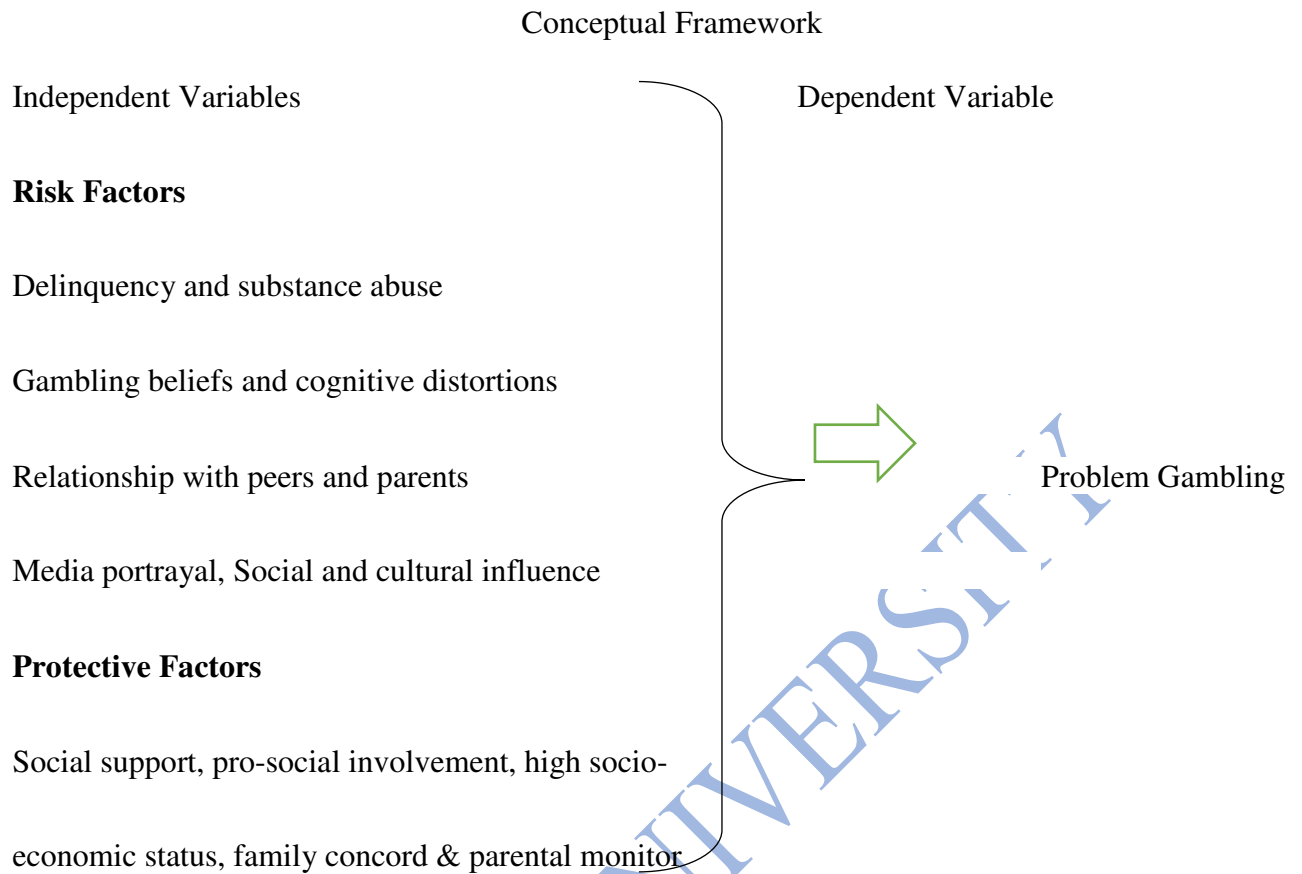 Conceptual Framework
Independent Variables
Dependent Variable
Risk Factors
Delinquency and substance abuse
Gambling beliefs and cognitive distortions
Relationship with peers and parents
Problem Gambling
Media portrayal, Social and cultural influence
Protective Factors
Social support, pro-social involvement, high socio-
economic status, family concord & parental monitor